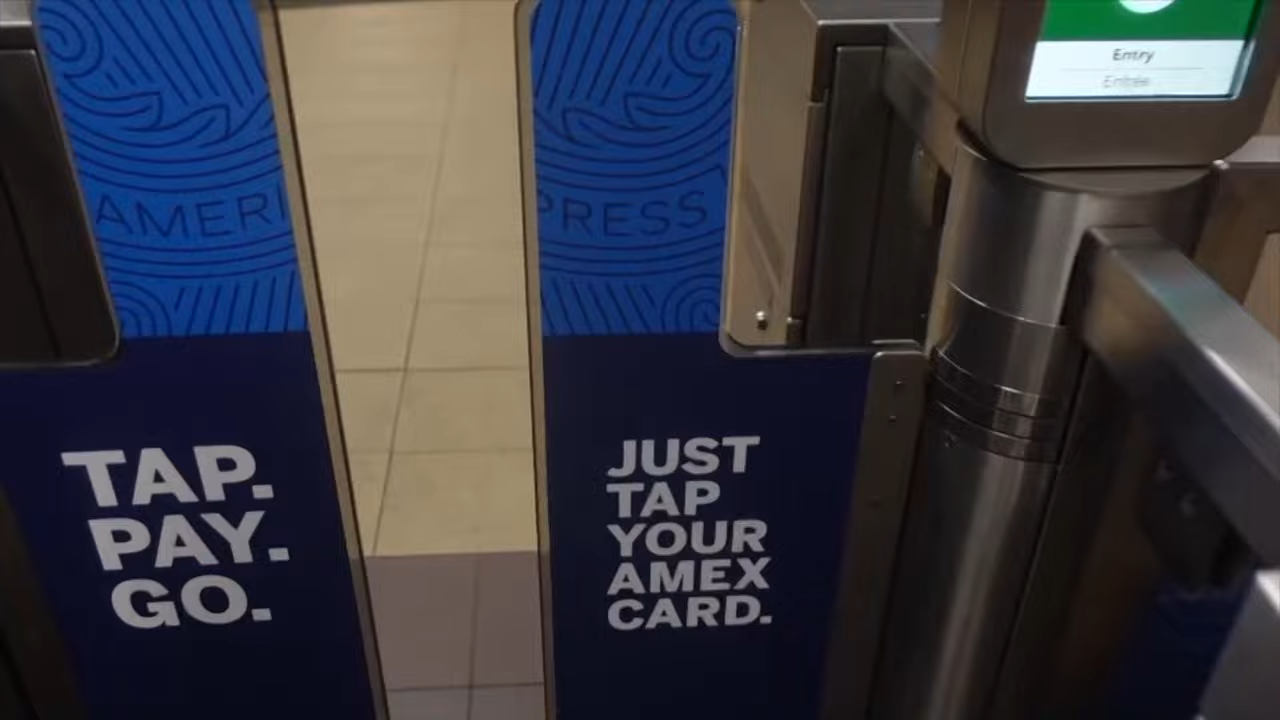 Entry
Entrée
AMERI
PRESS
TAP.
PAY.
GO.
JUST
TAP
YOUR
AMEX
CARD.